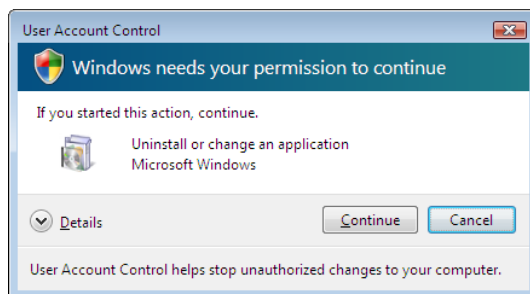 User Account Control
Windows needs your permission to continue
If you started this action, continue.
Uninstall or change an application
Microsoft Windows
Details
Continue
Cancel
User Account Control helps stop unauthorized changes to your computer.